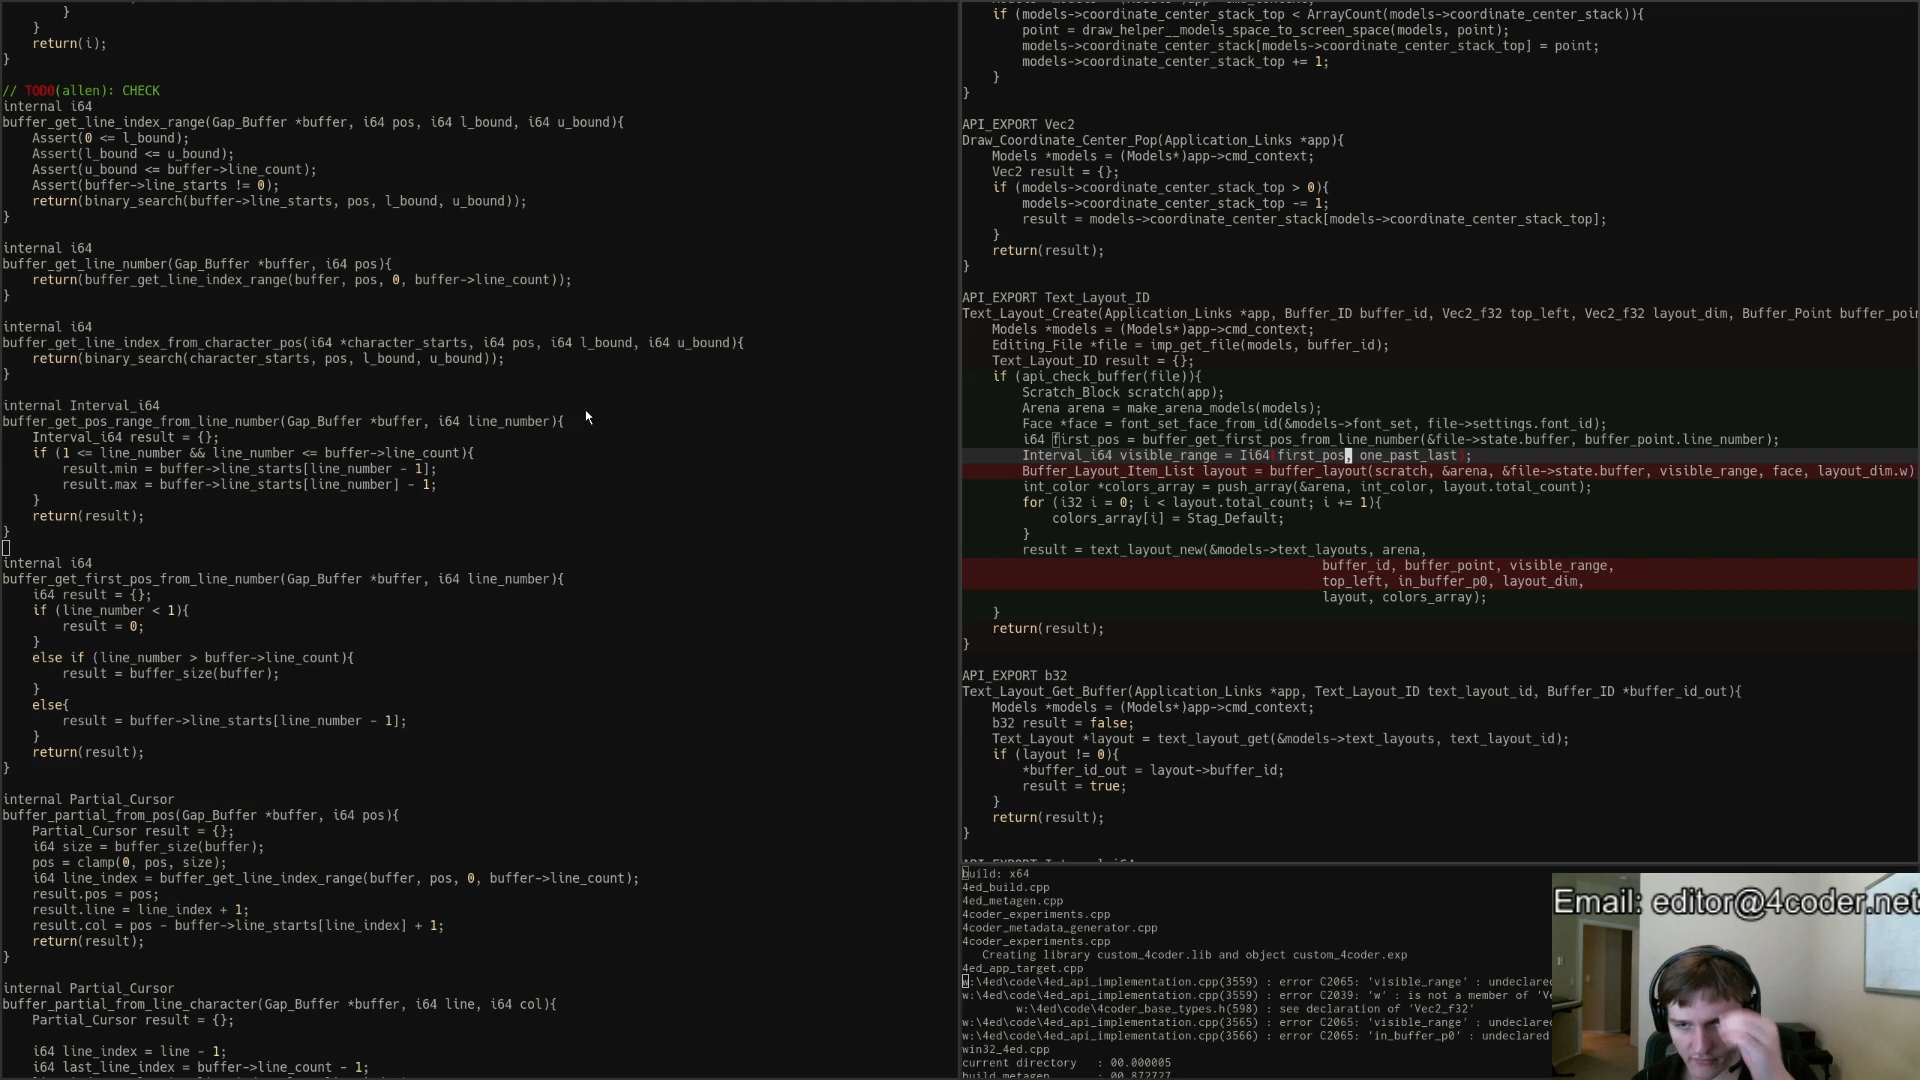 }
    }
    return(i);
}
// TODO(allen): CHECK
internal i64
buffer_get_line_index_range(Gap_Buffer *buffer, i64 pos, i64 l_bound, i64 u_bound){
    Assert(0 <= l_bound);
    Assert(l_bound <= u_bound);
    Assert(u_bound <= buffer->line_count);
    Assert(buffer->line_starts != 0);
    return(binary_search(buffer->line_starts, pos, l_bound, u_bound));
}
internal i64
buffer_get_line_number(Gap_Buffer *buffer, i64 pos){
    return(buffer_get_line_index_range(buffer, pos, 0, buffer->line_count));
}
internal i64
buffer_get_line_index_from_character_pos(i64 *character_starts, i64 pos, i64 l_bound, i64 u_bound){
    return(binary_search(character_starts, pos, l_bound, u_bound));
}
internal Interval_i64
buffer_get_pos_range_from_line_number(Gap_Buffer *buffer, i64 line_number){
    Interval_i64 result = {};
    if (1 <= line_number && line_number <= buffer->line_count){
        result.min = buffer->line_starts[line_number - 1];
        result.max = buffer->line_starts[line_number] - 1;
    }
    return(result);
}
internal i64
buffer_get_first_pos_from_line_number(Gap_Buffer *buffer, i64 line_number){
    i64 result = {};
    if (line_number < 1){
        result = 0;
    }
    else if (line_number > buffer->line_count){
        result = buffer_size(buffer);
    }
    else{
        result = buffer->line_starts[line_number - 1];
    }
    return(result);
}
internal Partial_Cursor
buffer_partial_from_pos(Gap_Buffer *buffer, i64 pos){
    Partial_Cursor result = {};
    i64 size = buffer_size(buffer);
    pos = clamp(0, pos, size);
    i64 line_index = buffer_get_line_index_range(buffer, pos, 0, buffer->line_count);
    result.pos = pos;
    result.line = line_index + 1;
    result.col = pos - buffer->line_starts[line_index] + 1;
    return(result);
}
internal Partial_Cursor
buffer_partial_from_line_character(Gap_Buffer *buffer, i64 line, i64 col){
    Partial_Cursor result = {};
    i64 line_index = line - 1;
    i64 last_line_index = buffer->line_count - 1;
    if (models->coordinate_center_stack_top < ArrayCount(models->coordinate_center_stack)){
        point = draw_helper__models_space_to_screen_space(models, point);
        models->coordinate_center_stack[models->coordinate_center_stack_top] = point;
        models->coordinate_center_stack_top += 1;
    }
}
API_EXPORT Vec2
Draw_Coordinate_Center_Pop(Application_Links *app){
    Models *models = (Models*)app->cmd_context;
    Vec2 result = {};
    if (models->coordinate_center_stack_top > 0){
        models->coordinate_center_stack_top -= 1;
        result = models->coordinate_center_stack[models->coordinate_center_stack_top];
    }
    return(result);
}
API_EXPORT Text_Layout_ID
Text_Layout_Create(Application_Links *app, Buffer_ID buffer_id, Vec2_f32 top_left, Vec2_f32 layout_dim, Buffer_Point buffer_poin
    Models *models = (Models*)app->cmd_context;
    Editing_File *file = imp_get_file(models, buffer_id);
    Text_Layout_ID result = {};
    if (api_check_buffer(file)){
        Scratch_Block scratch(app);
        Arena arena = make_arena_models(models);
        Face *face = font_set_face_from_id(&models->font_set, file->settings.font_id);
        i64 first_pos = buffer_get_first_pos_from_line_number(&file->state.buffer, buffer_point.line_number);
        Interval_i64 visible_range = Ii64(first_pos, one_past_last);
        Buffer_Layout_Item_List layout = buffer_layout(scratch, &arena, &file->state.buffer, visible_range, face, layout_dim.w)
        int_color *colors_array = push_array(&arena, int_color, layout.total_count);
        for (i32 i = 0; i < layout.total_count; i += 1){
            colors_array[i] = Stag_Default;
        }
        result = text_layout_new(&models->text_layouts, arena,
                                 buffer_id, buffer_point, visible_range,
                                 top_left, in_buffer_p0, layout_dim,
                                 layout, colors_array);
    }
    return(result);
}
API_EXPORT b32
Text_Layout_Get_Buffer(Application_Links *app, Text_Layout_ID text_layout_id, Buffer_ID *buffer_id_out){
    Models *models = (Models*)app->cmd_context;
    b32 result = false;
    Text_Layout *layout = text_layout_get(&models->text_layouts, text_layout_id);
    if (layout != 0){
        *buffer_id_out = layout->buffer_id;
        result = true;
    }
    return(result);
}
build: x64
4ed_build.cpp
4ed_metagen.cpp
4coder_experiments.cpp
4coder_metadata_generator.cpp
4coder_experiments.cpp
   Creating library custom_4coder.lib and object custom_4coder.exp
4ed_app_target.cpp
w:\4ed\code\4ed_api_implementation.cpp(3559) : error C2065: 'visible_range' : undeclared
w:\4ed\code\4ed_api_implementation.cpp(3559) : error C2039: 'w' : is not a member of 'Ve
        w:\4ed\code\4coder_base_types.h(598) : see declaration of 'Vec2_f32'
w:\4ed\code\4ed_api_implementation.cpp(3565) : error C2065: 'visible_range' : undeclared
w:\4ed\code\4ed_api_implementation.cpp(3566) : error C2065: 'in_buffer_p0' : undeclared
win32_4ed.cpp
current directory   : 00.000005
build metagen       : 00.872727
Email: editor@4coder.net